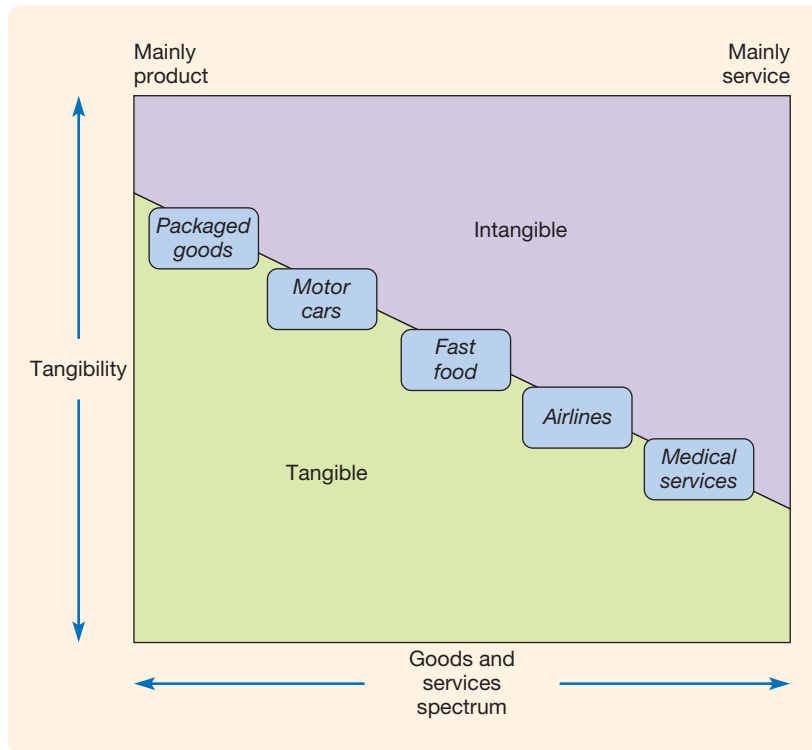 Mainly
product
Mainly
service
Packaged
goods
Intangible
Motor
cars
Fast
food
Tangibility
Airlines
Medical
services
Tangible
Goods and
services
spectrum